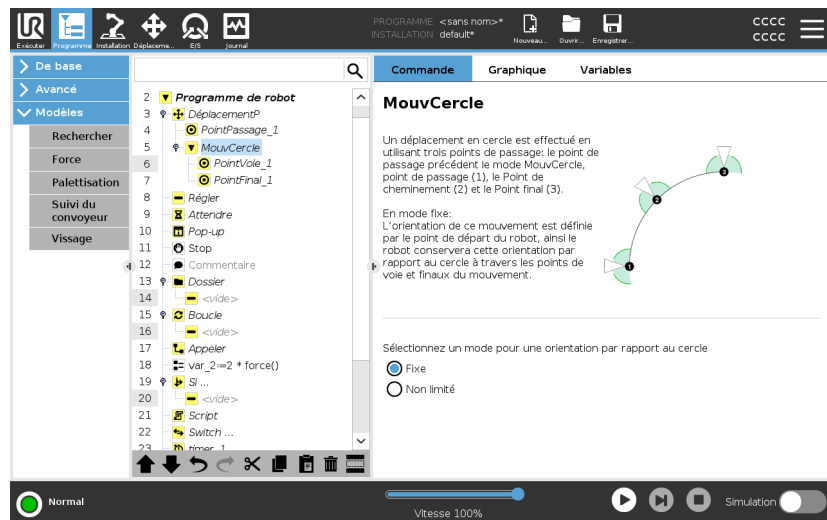 PROGRAMME <sans nom>*
INSTALLATION default*
CCCC
CCCC
Exécuter
Programme
Installation
Déplaceme...
E/S
Journal
Nouveau...
Ouvrir...
Enregistrer...
De base
Avancé
Modèles
Rechercher
Force
Palettisation
Suivi du
convoyeur
Vissage
2 Programme de robot
3 DéplacementP
4 PointPassage_1
5 MouvCercle
6 PointVoie_1
7 PointFinal_1
8 Régler
9 Attendre
10 Pop-up
11 Stop
12 Commentaire
13 Dossier
14 <vide>
15 Boucle
16 <vide>
17 Appeler
18 var_2≔2 * force()
19 Si ...
20 <vide>
21 Script
22 Switch ...
23 timer_1
Commande
Graphique
Variables
MouvCercle
Un déplacement en cercle est effectué en
utilisant trois points de passage: le point de
passage précédent le mode MouvCercle,
point de passage (1), le Point de
cheminement (2) et le Point final (3).
En mode fixe:
L'orientation de ce mouvement est définie
par le point de départ du robot, ainsi le
robot conservera cette orientation par
rapport au cercle à travers les points de
voie et finaux du mouvement.
3
2
1
Sélectionnez un mode pour une orientation par rapport au cercle
Fixe
Non limité
Normal
Vitesse 100%
Simulation